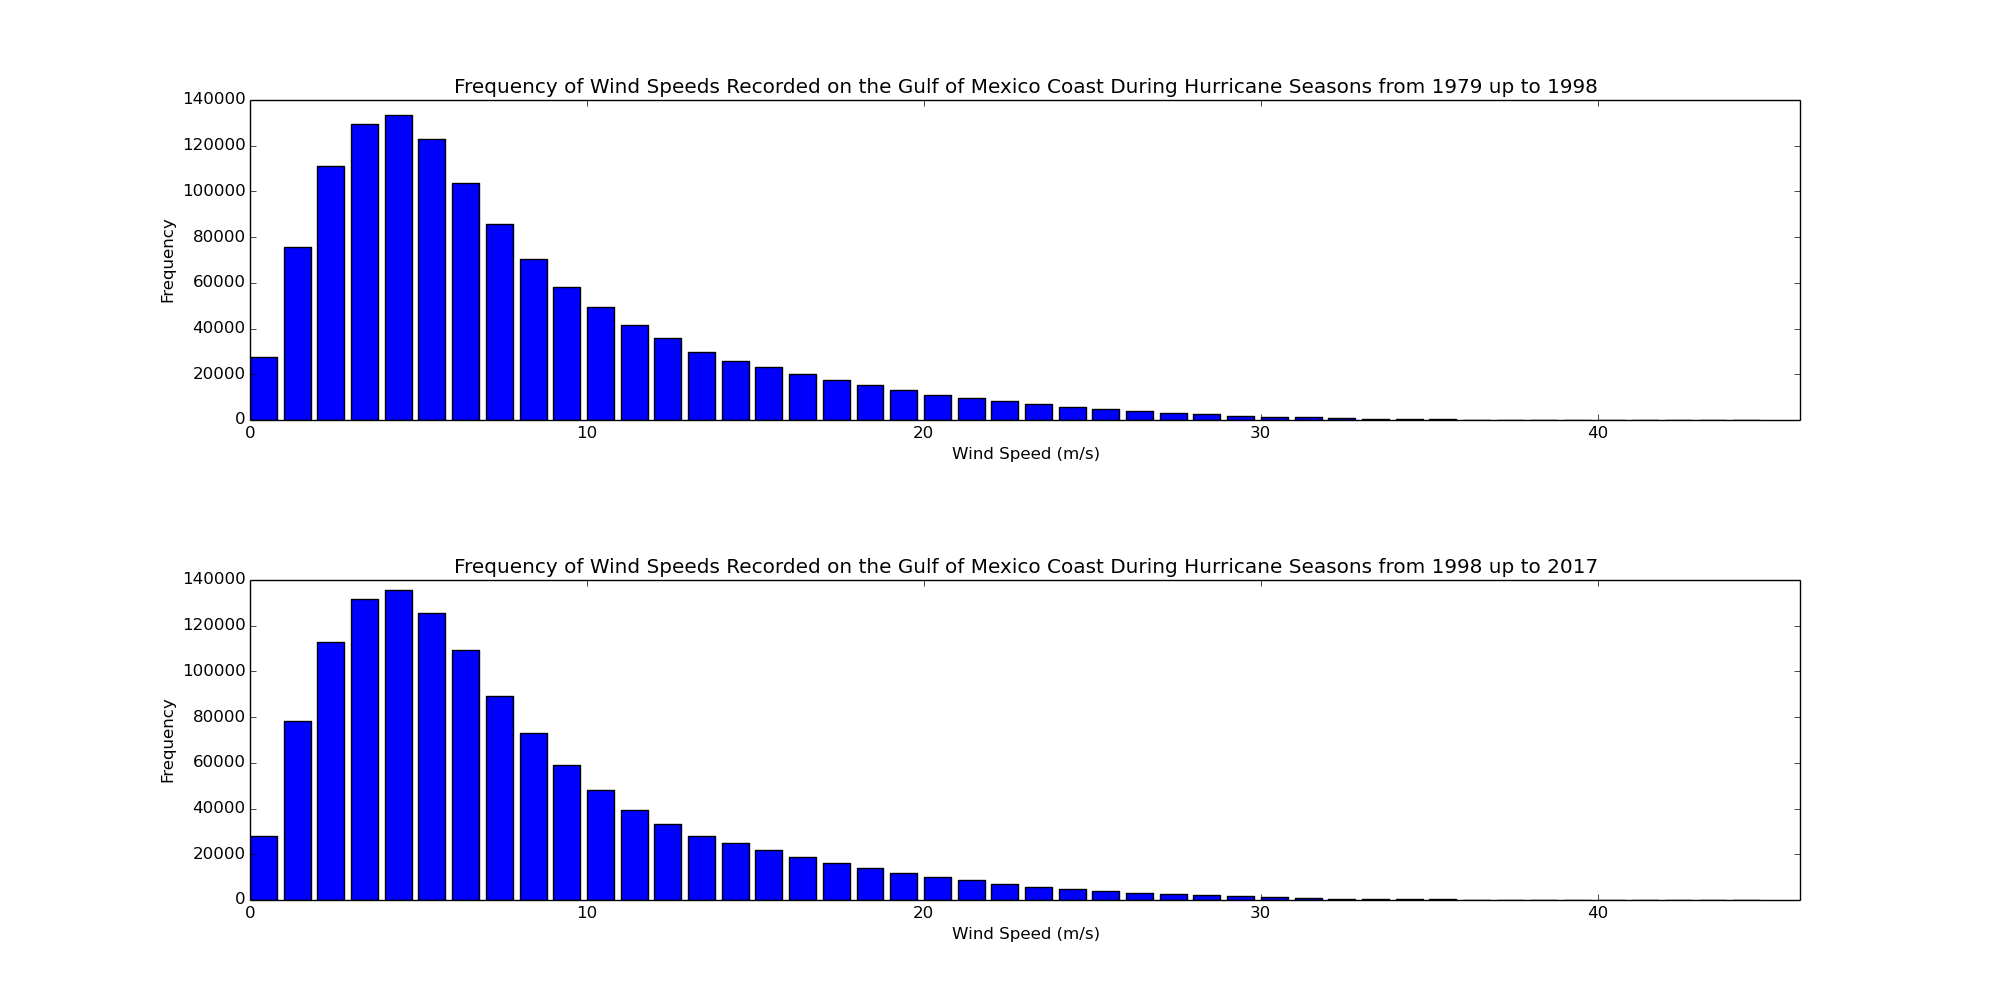 Frequency of Wind Speeds Recorded on the Gulf of Mexico Coast During Hurricane Seasons from 1979 up to 1998
140000
120000
100000
80000
60000
40000
20000
0
Frequency
0 10 20 30 40
Wind Speed (m/s)
Frequency of Wind Speeds Recorded on the Gulf of Mexico Coast During Hurricane Seasons from 1998 up to 2017
140000
120000
100000
80000
60000
40000
20000
0
Frequency
0 10 20 30 40
Wind Speed (m/s)